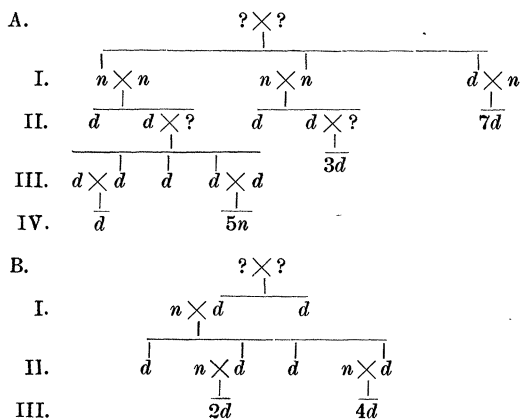 A. ? × ?
I. n × n n × n d × n
II. d d × ? d d × ? 7d
3d
III. d × d d d × d
IV. d 5n
B. ? × ?
I. n × d d
II. d n × d d n × d
III. 2d 4d